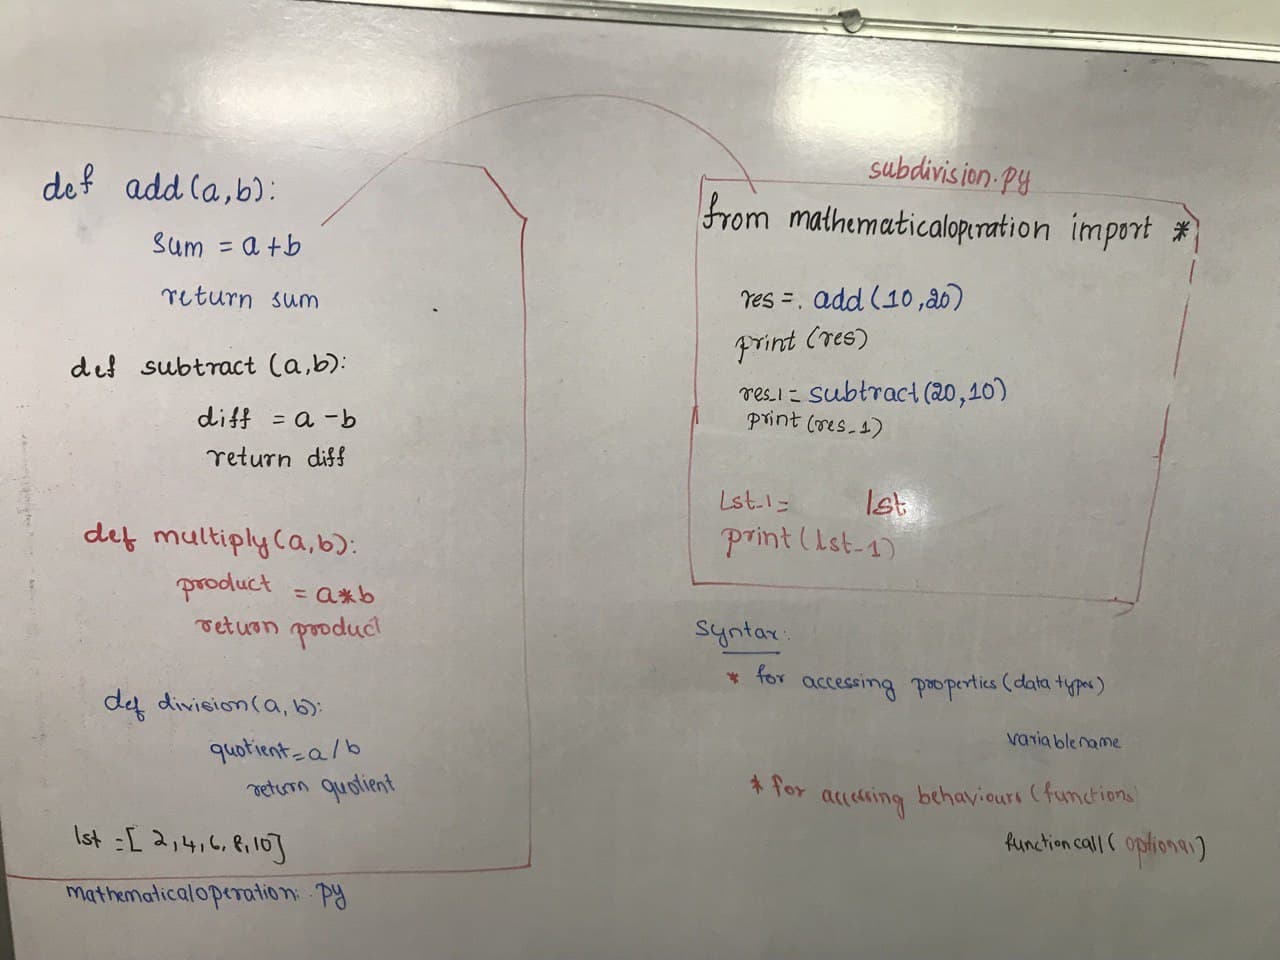 def add(a,b):
sum = a+b
return sum
def subtract (a,b):
diff = a-b
return diff
def multiply(a,b):
product = a*b
return product
def division(a,b):
quotient=a/b
return quotient
lst =[ 2,4,6,8,10]
mathematicaloperation: .py
subdivision.py
from mathematicaloperation import *
res =. add(10,20)
print (res)
res_1= subtract(20,10)
print(res_1)
Lst_1= lst
print(lst_1)
Syntax:
* for accessing properties (data types)
variablename
* for accessing behaviours (functions
functioncall( optional)